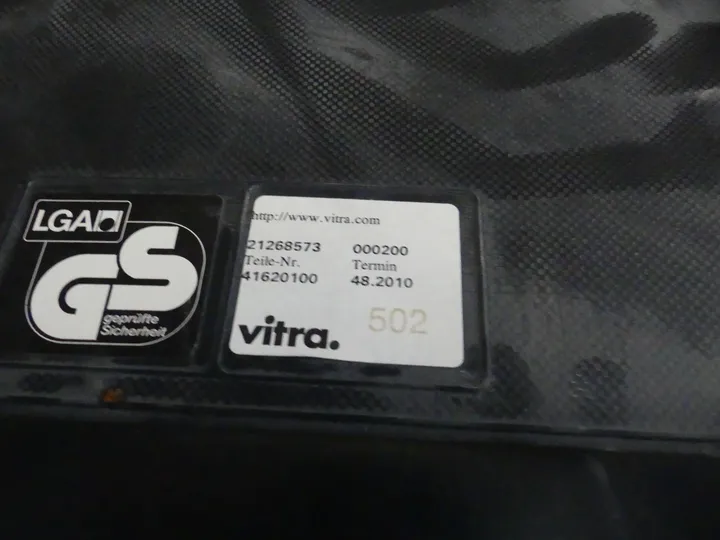 LGA
GS
geprüfte
Sicherheit
http://www.vitra.com
21268573 000200
Teile-Nr. Termin
41620100 48.2010
502
vitra.